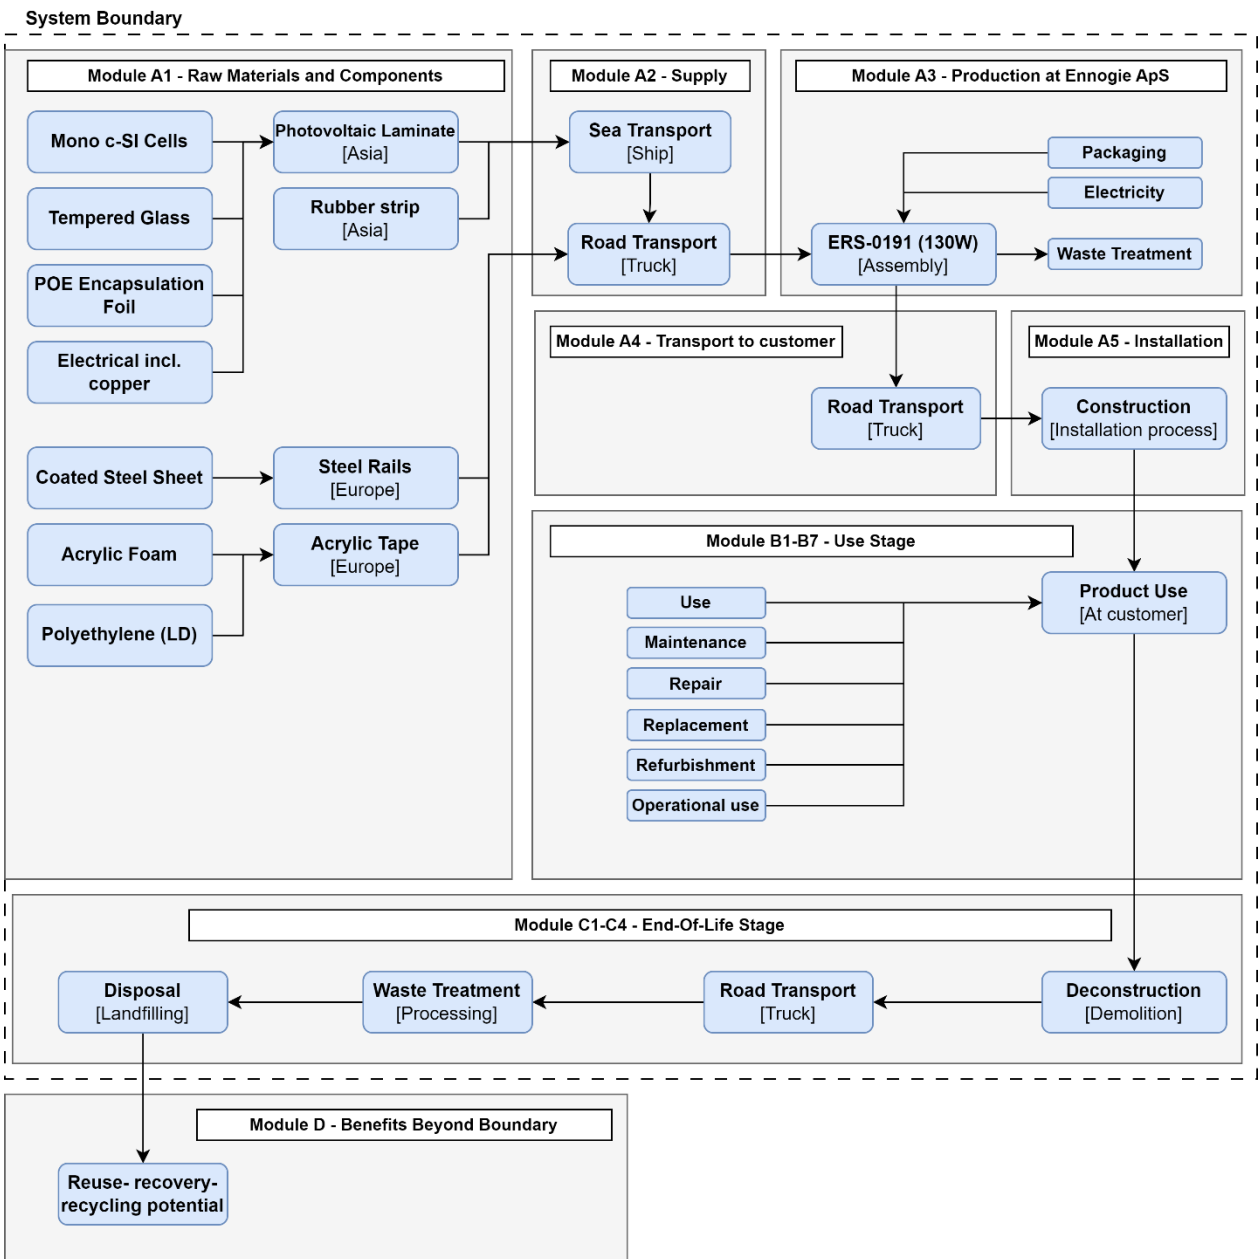 System Boundary
Module A1 - Raw Materials and Components
Mono c-SI Cells
Tempered Glass
POE Encapsulation
Foil
Electrical incl.
copper
Coated Steel Sheet
Acrylic Foam
Polyethylene (LD)
Photovoltaic Laminate
[Asia]
Rubber strip
[Asia]
Steel Rails
[Europe]
Acrylic Tape
[Europe]
Module A2 - Supply
Sea Transport
[Ship]
Road Transport
[Truck]
Module A3 - Production at Ennogie ApS
Packaging
Electricity
ERS-0191 (130W)
[Assembly]
Waste Treatment
Module A4 - Transport to customer
Road Transport
[Truck]
Module A5 - Installation
Construction
[Installation process]
Module B1-B7 - Use Stage
Use
Maintenance
Repair
Replacement
Refurbishment
Operational use
Product Use
[At customer]
Module C1-C4 - End-Of-Life Stage
Disposal
[Landfilling]
Waste Treatment
[Processing]
Road Transport
[Truck]
Deconstruction
[Demolition]
Module D - Benefits Beyond Boundary
Reuse- recovery-
recycling potential